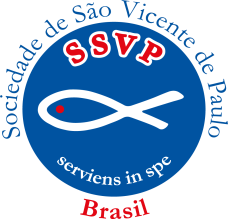 Sociedade de São Vicente de Paulo
SSVP
serviens in spe
Brasil